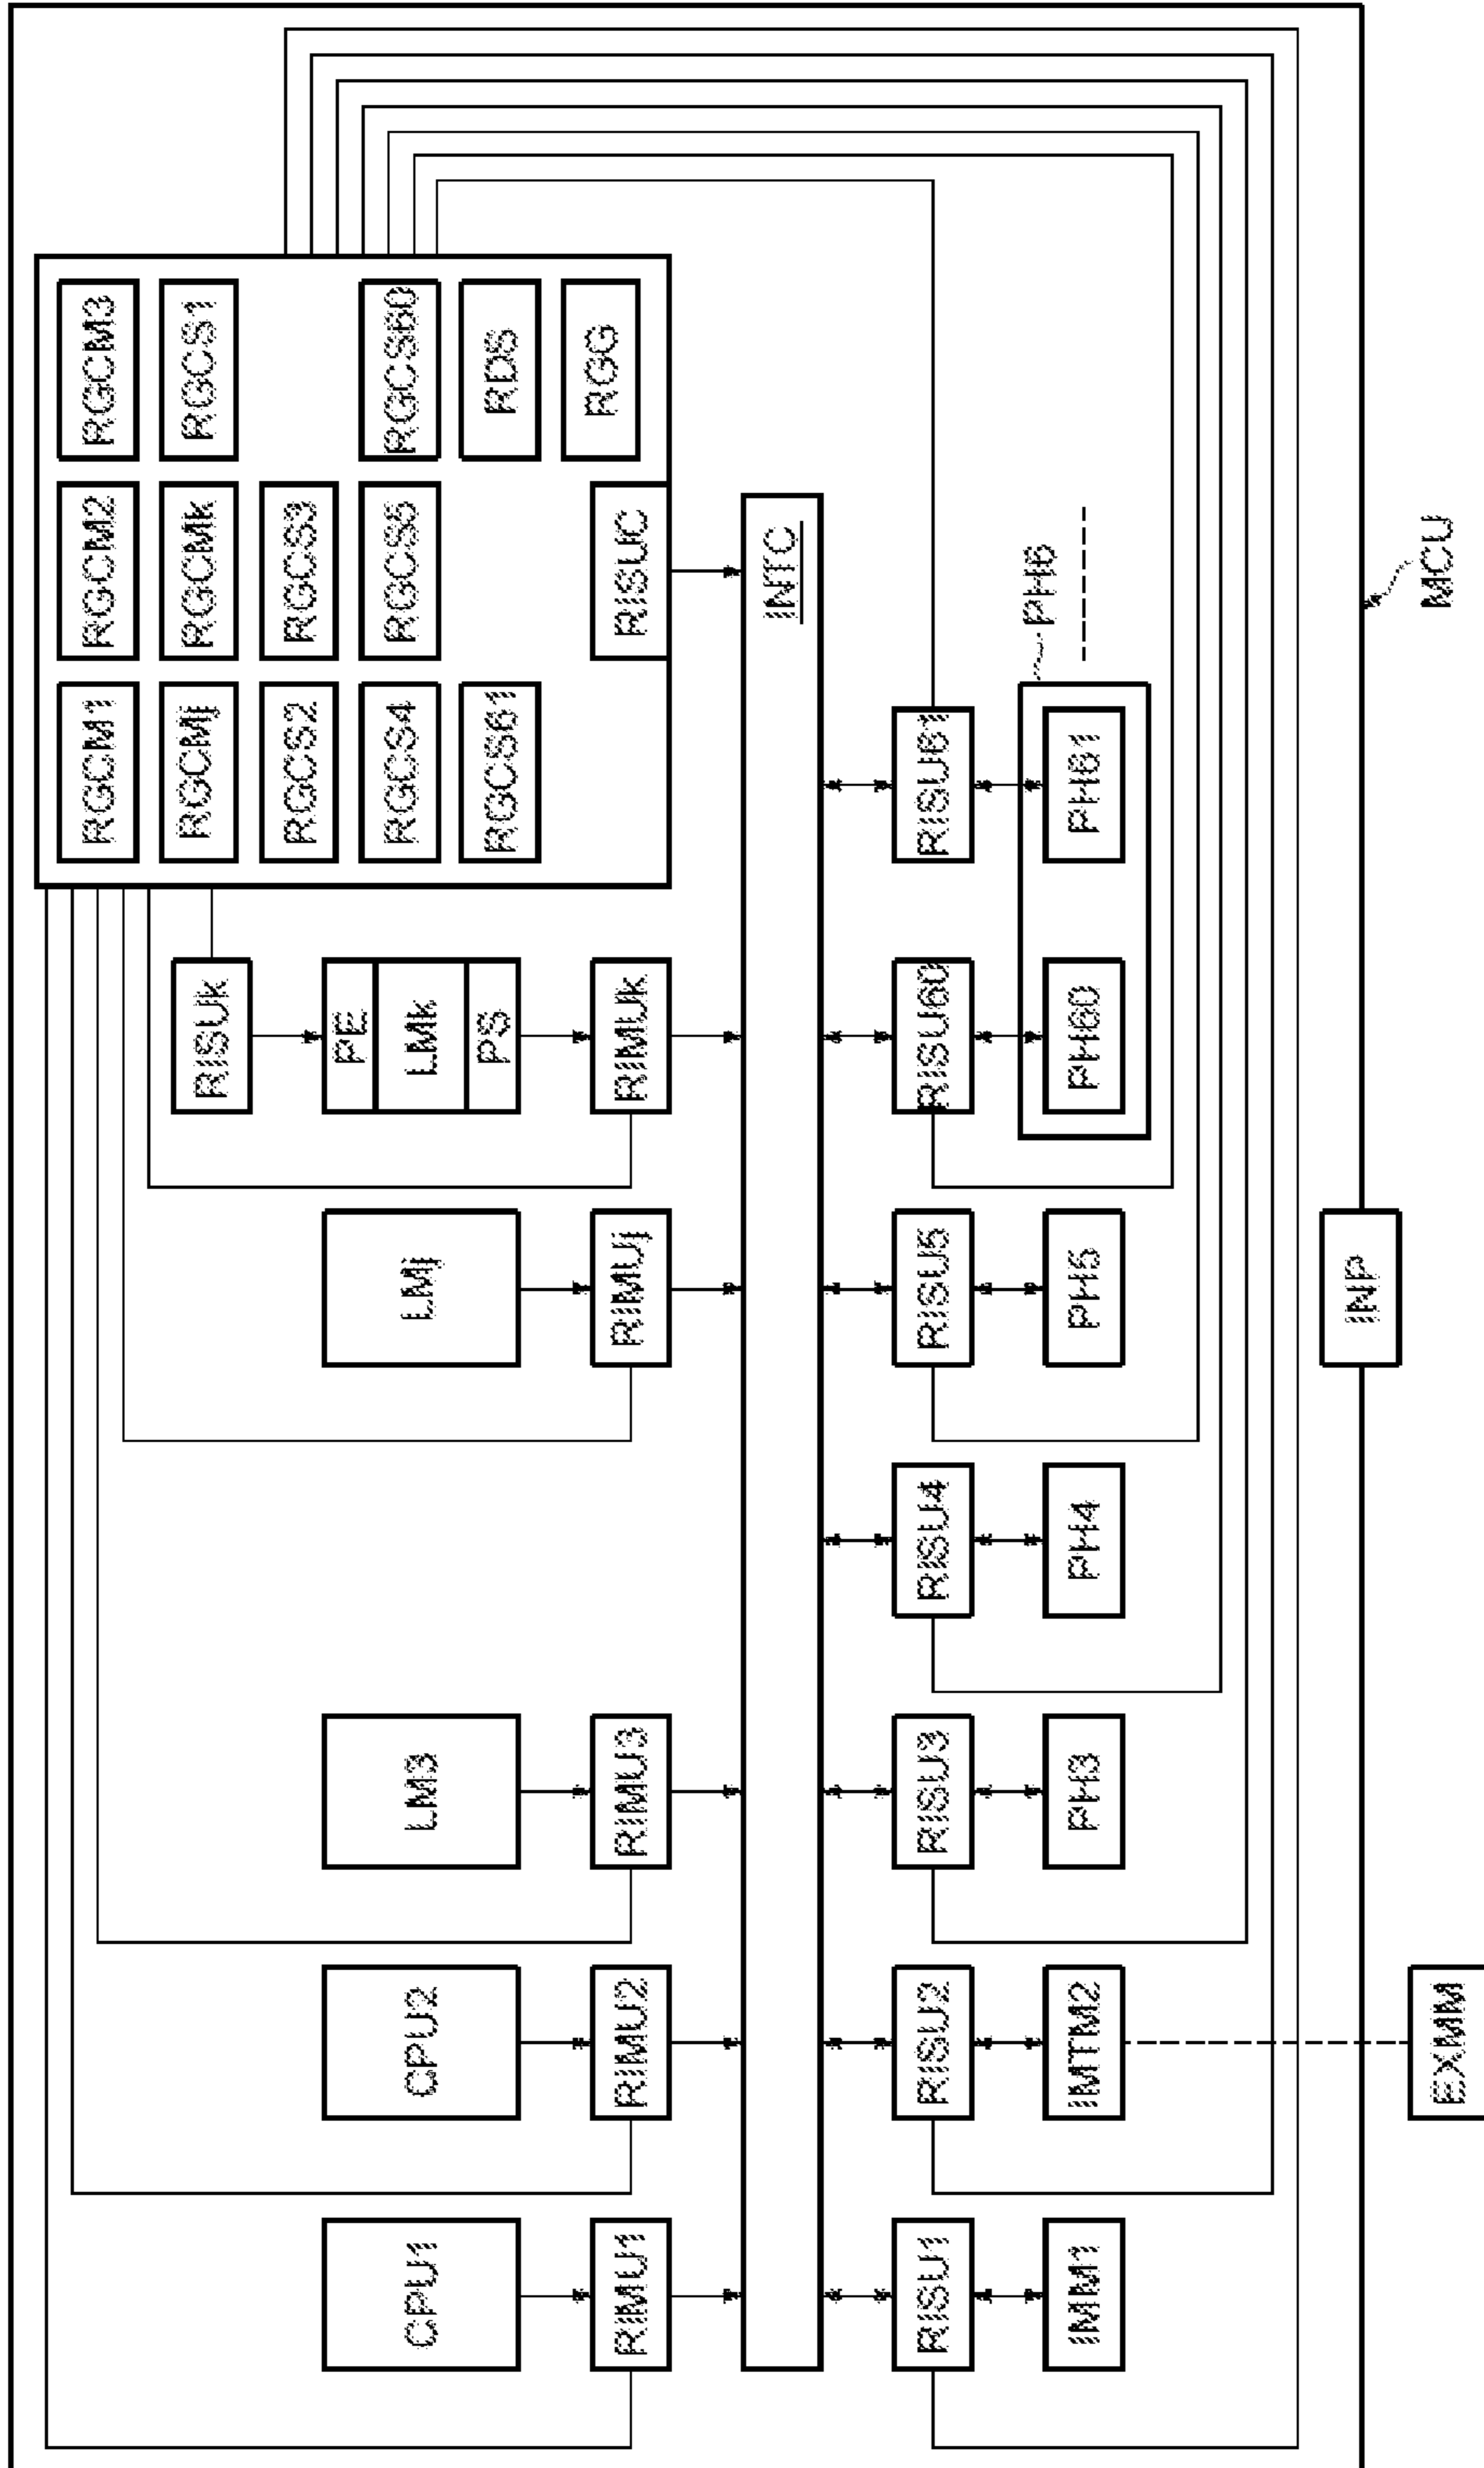 RGCM1
RGCM2
RGCM3
RGCMj
RGCMk
RGCS1
RGCS2
RGCS3
RGCS4
RGCS5
RGCS60
RGCS61
RDS
RGG
RISUC
RISUk
CPU1
CPU2
LM3
LMj
PE
LMk
PS
RIMU1
RIMU2
RIMU3
RIMUj
RIMUk
INTC
RISU1
RISU2
RISU3
RISU4
RISU5
RISU60
RISU61
PH6
IMM1
IMTM2
PH3
PH4
PH5
PH60
PH61
INP
MCU
EXMM